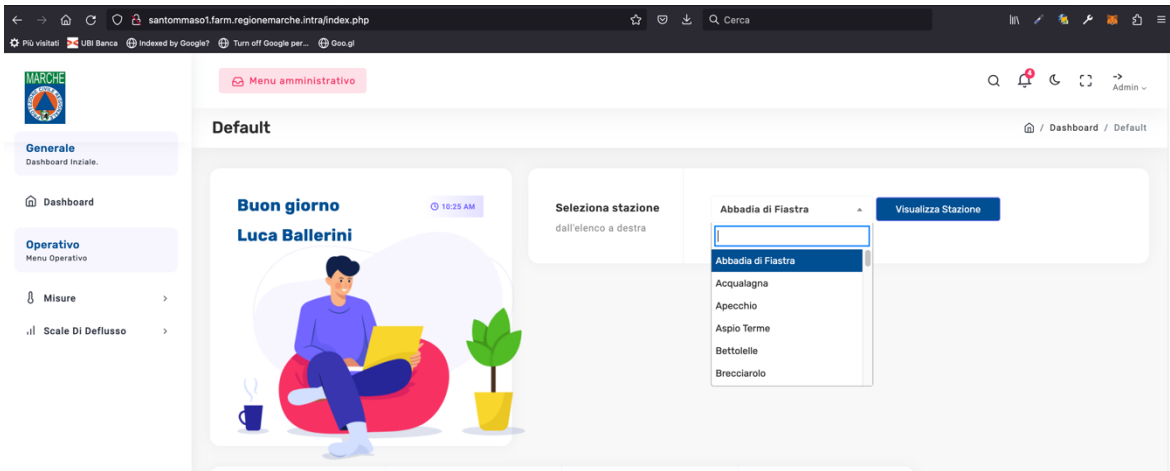 santommaso1.farm.regionemarche.intra/index.php
Cerca
Più visitati
UBI Banca
Indexed by Google?
Turn off Google per...
Goo.gl
MARCHE
Menu amministrativo
4
->
Admin
Default
/ Dashboard / Default
Generale
Dashboard Inziale.
Dashboard
Operativo
Menu Operativo
Misure
Scale Di Deflusso
Buon giorno
10:25 AM
Luca Ballerini
Seleziona stazione
dall'elenco a destra
Abbadia di Fiastra
Visualizza Stazione
Abbadia di Fiastra
Acqualagna
Apecchio
Aspio Terme
Bettolelle
Brecciarolo